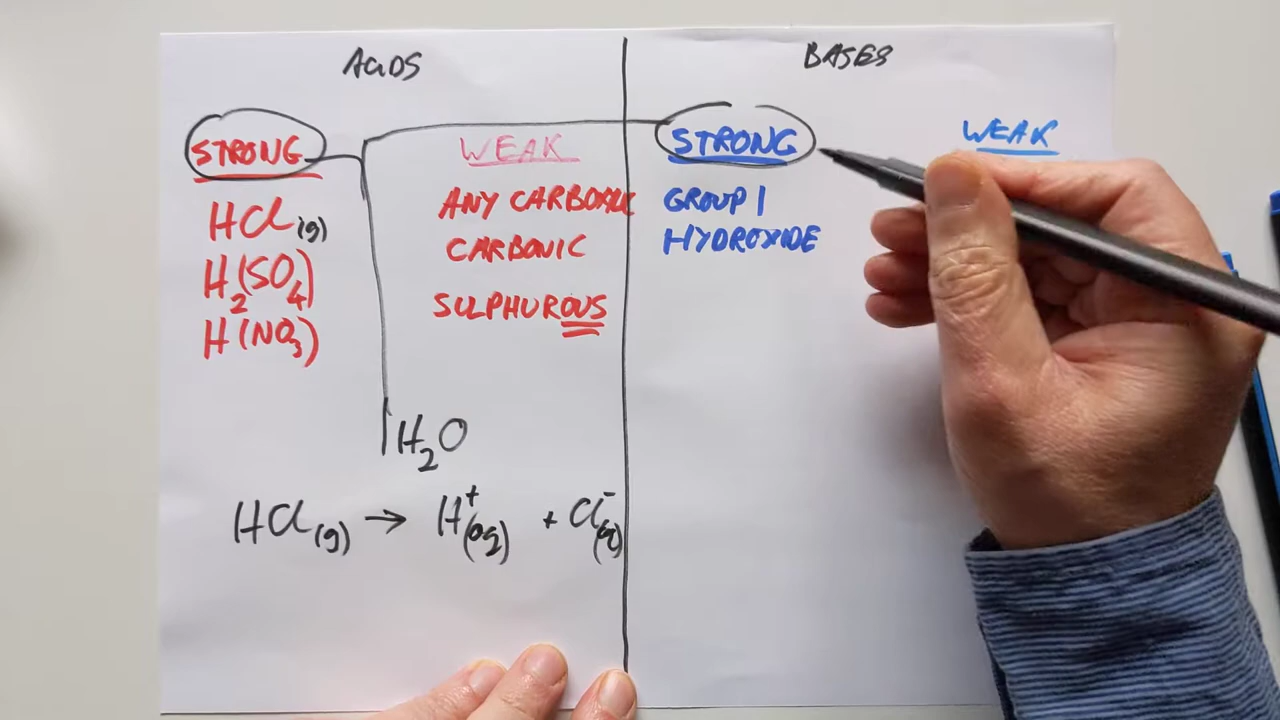 ACIDS
STRONG
WEAK
HCl(g)
H₂(SO₄)
H(NO₃)
ANY CARBOXYLIC
CARBONIC
SULPHUROUS
H₂O
HCl(g) → H⁺(aq) + Cl⁻(aq)
BASES
STRONG
WEAK
GROUP 1
HYDROXIDE